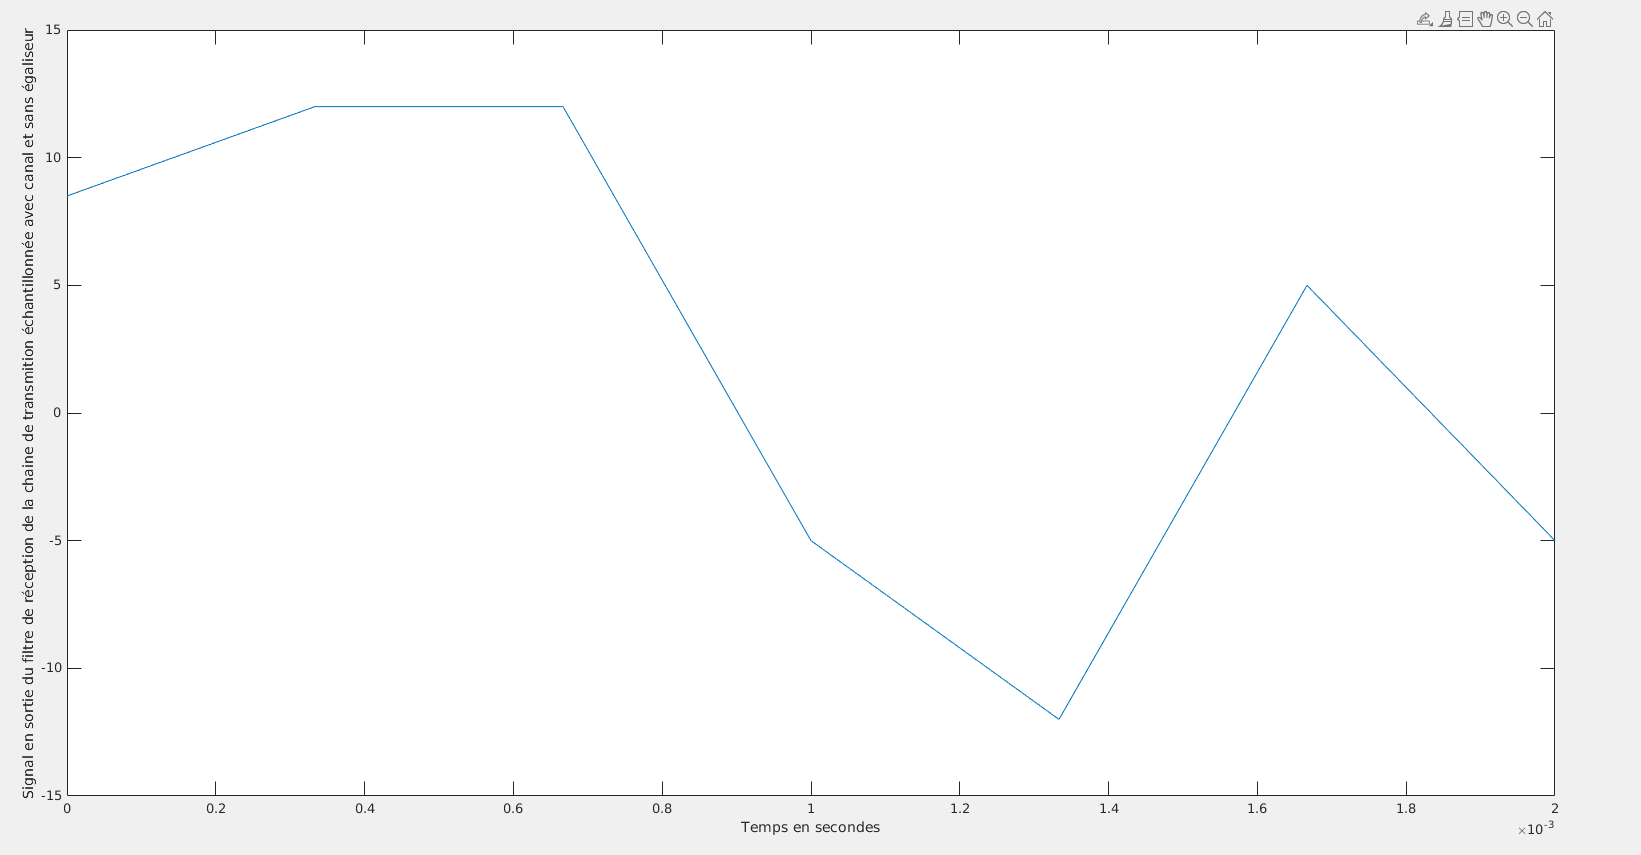 Signal en sortie du filtre de réception de la chaine de transmition échantillonnée avec canal et sans égaliseur
15
10
5
0
-5
-10
-15
0 0.2 0.4 0.6 0.8 1 1.2 1.4 1.6 1.8 2
Temps en secondes
×10⁻³